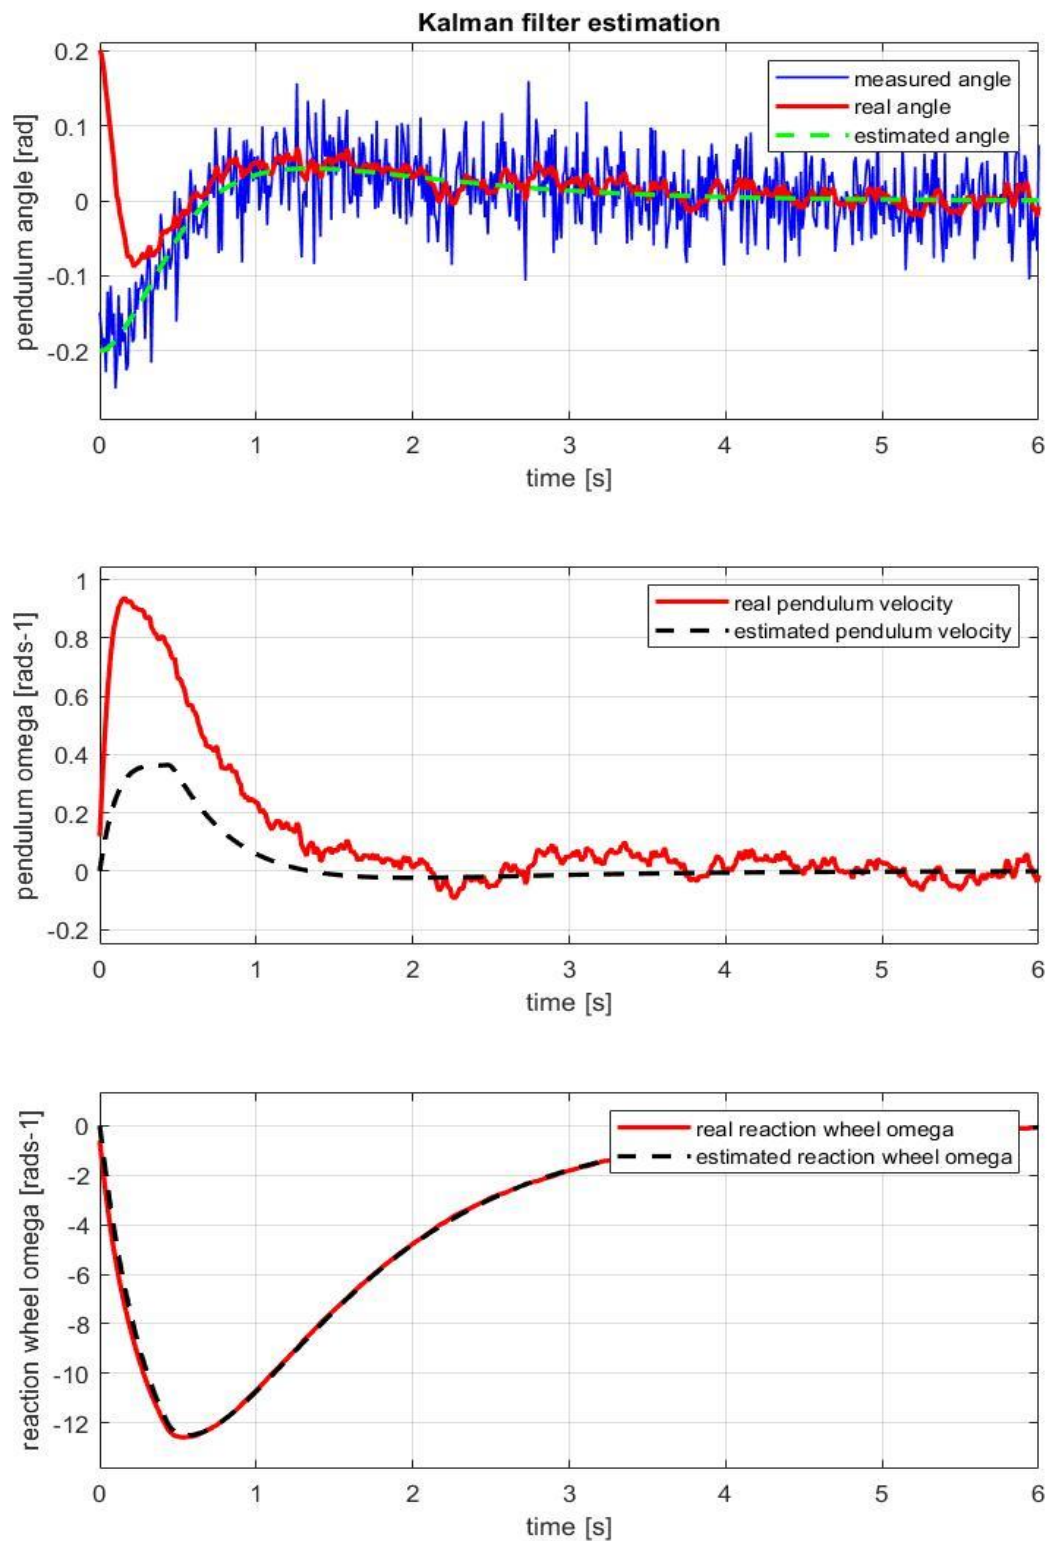 Kalman filter estimation
0.2
0.1
0
-0.1
-0.2
pendulum angle [rad]
measured angle
real angle
estimated angle
0 1 2 3 4 5 6
time [s]
1
0.8
0.6
0.4
0.2
0
-0.2
pendulum omega [rads-1]
real pendulum velocity
estimated pendulum velocity
0 1 2 3 4 5 6
time [s]
0
-2
-4
-6
-8
-10
-12
reaction wheel omega [rads-1]
real reaction wheel omega
estimated reaction wheel omega
0 1 2 3 4 5 6
time [s]